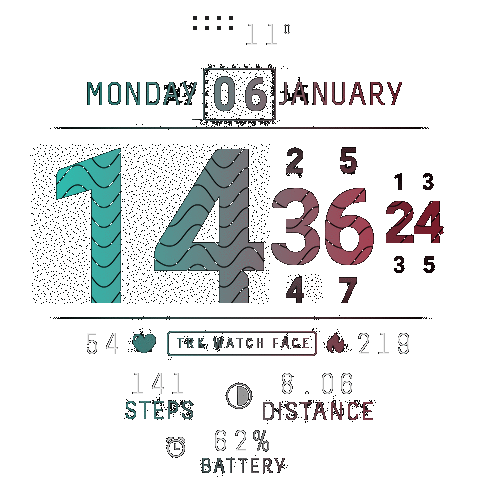 11°
MONDAY 06 JANUARY
2 5 1 3
14 36 24
4 7 3 5
54 THE WATCH FACE 218
141 8.06
STEPS DISTANCE
62%
BATTERY